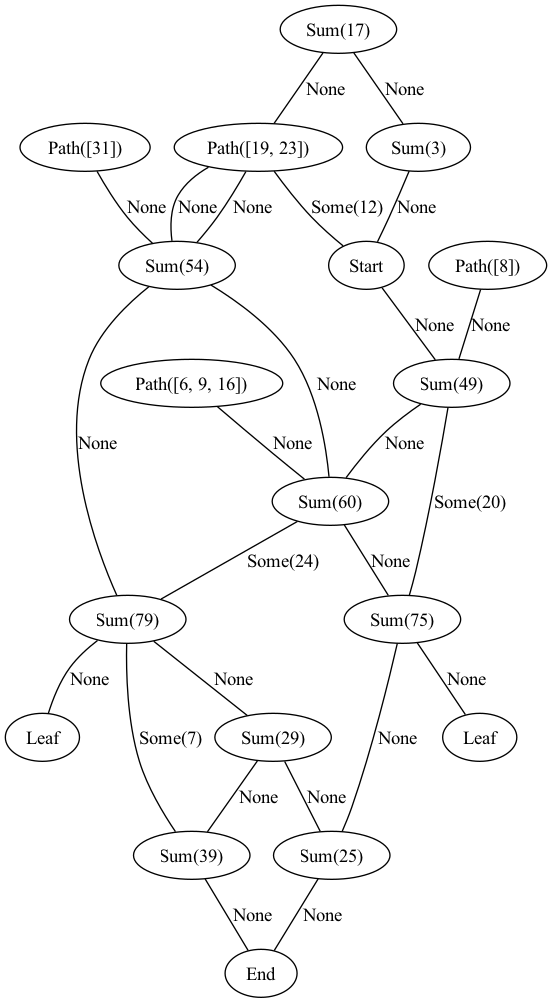 Sum(17)
None
None
Path([31])
Path([19, 23])
Sum(3)
None
None
None
Some(12)
None
Sum(54)
Start
Path([8])
None
None
Path([6, 9, 16])
None
Sum(49)
None
None
None
Sum(60)
Some(20)
Some(24)
None
Sum(79)
Sum(75)
None
None
None
Leaf
Some(7)
Sum(29)
None
Leaf
None
None
Sum(39)
Sum(25)
None
None
End